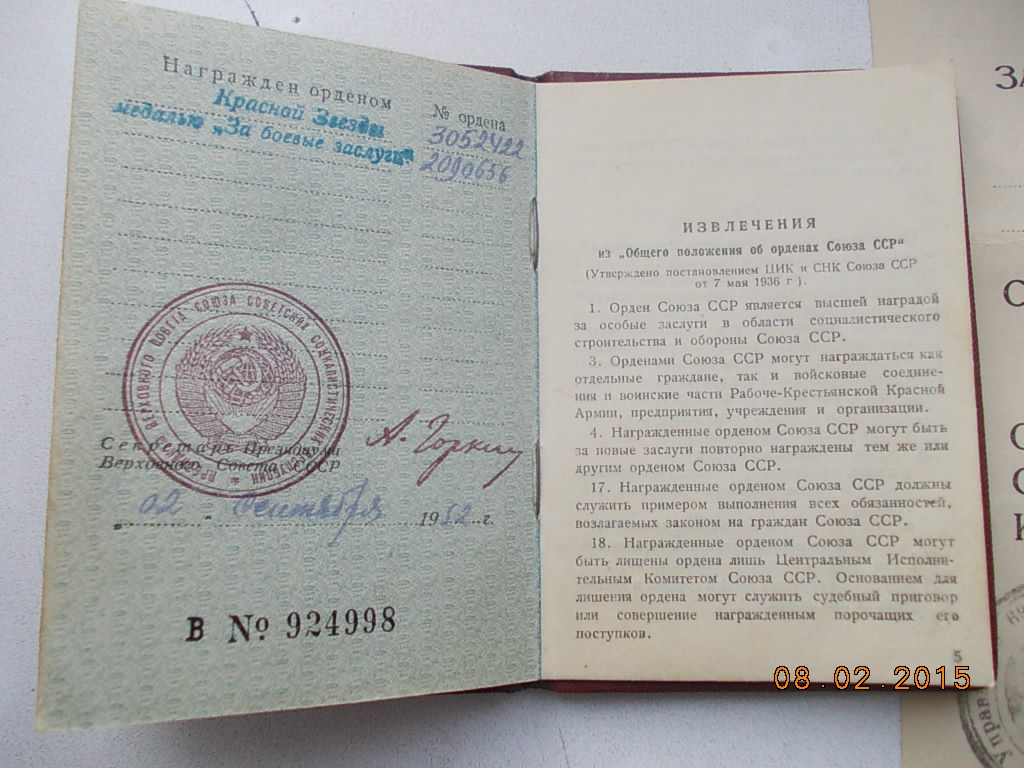 Награжден орденом
№ ордена
Красной Звезды
3052422
медалью „За боевые заслуги“
2090656
ВЕРХОВНОГО СОВЕТА СОЮЗА СОВЕТСКИХ СОЦИАЛИСТИЧЕСКИХ
Секретарь Президиума
Верховного Совета СССР
А. Горкин
„02“ Сентября 1952 г.
В № 924998
ИЗВЛЕЧЕНИЯ
из „Общего положения об орденах Союза ССР“
(Утверждено постановлением ЦИК и СНК Союза ССР
от 7 мая 1936 г).
1. Орден Союза ССР является высшей наградой
за особые заслуги в области социалистического
строительства и обороны Союза ССР.
3. Орденами Союза ССР могут награждаться как
отдельные граждане, так и войсковые соедине-
ния и воинские части Рабоче-Крестьянской Красной
Армии, предприятия, учреждения и организации.
4. Награжденные орденом Союза ССР могут быть
за новые заслуги повторно награждены тем же или
другим орденом Союза ССР.
17. Награжденные орденом Союза ССР должны
служить примером выполнения всех обязанностей,
возлагаемых законом на граждан Союза ССР.
18. Награжденные орденом Союза ССР могут
быть лишены ордена лишь Центральным Исполни-
тельным Комитетом Союза ССР. Основанием для
лишения ордена могут служить судебный приговор
или совершение награжденным порочащих его
поступков.
5
08.02.2015